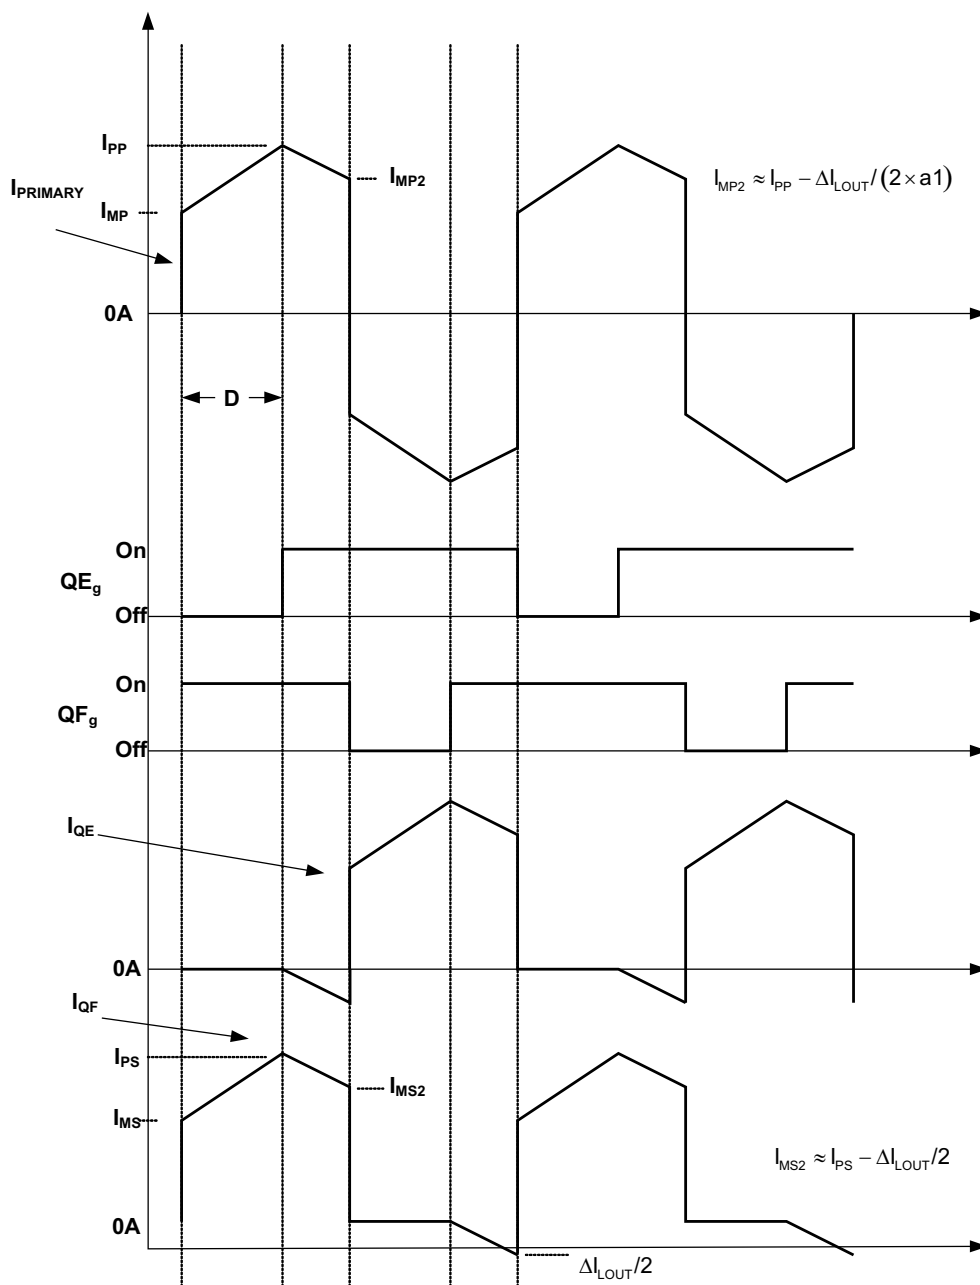 I_PP
I_MP2
I_MP2 ≈ I_PP − ΔI_LOUT/(2 × a1)
I_PRIMARY
I_MP
0A
D
On
QE_g
Off
On
QF_g
Off
I_QE
0A
I_QF
I_PS
I_MS2
I_MS
I_MS2 ≈ I_PS − ΔI_LOUT/2
0A
ΔI_LOUT/2